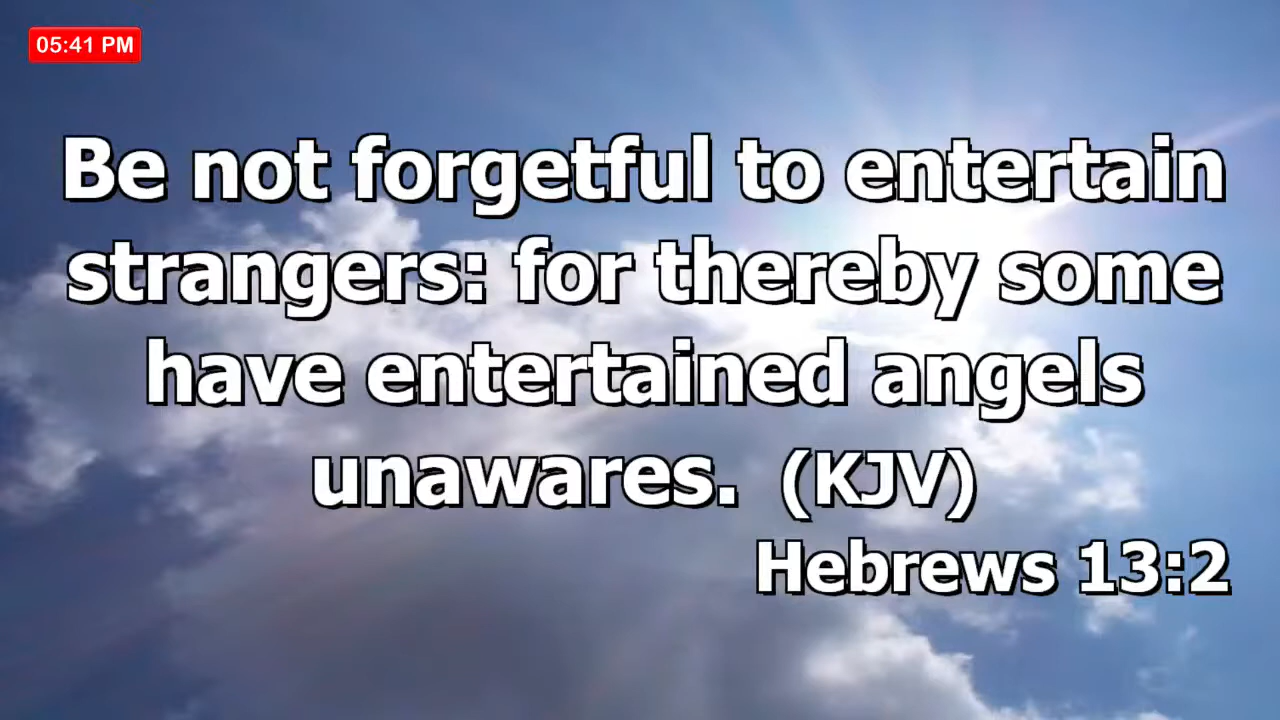 05:41 PM
Be not forgetful to entertain
strangers: for thereby some
have entertained angels
unawares. (KJV)
Hebrews 13:2